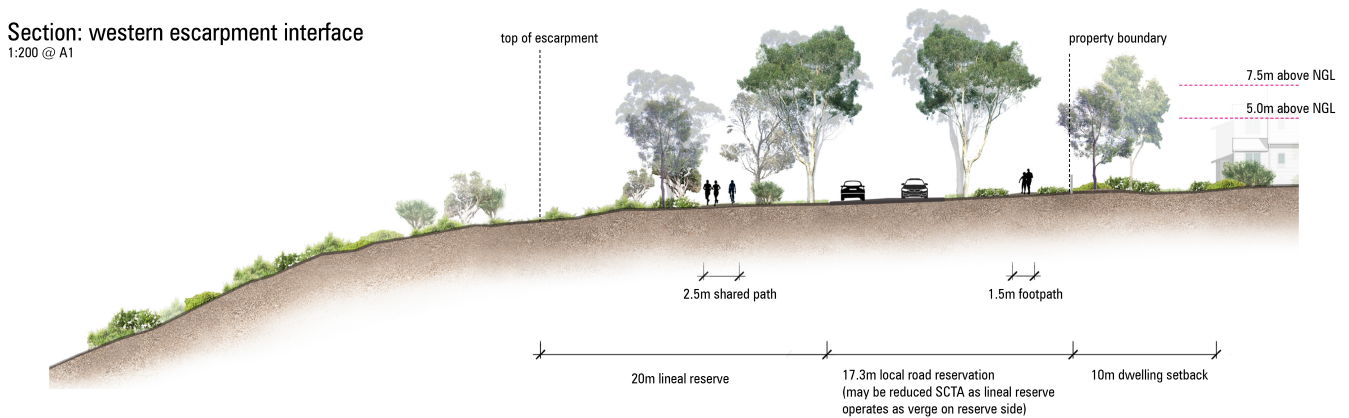 Section: western escarpment interface
1:200 @ A1
top of escarpment
property boundary
7.5m above NGL
5.0m above NGL
2.5m shared path
1.5m footpath
20m lineal reserve
17.3m local road reservation
(may be reduced SCTA as lineal reserve
operates as verge on reserve side)
10m dwelling setback